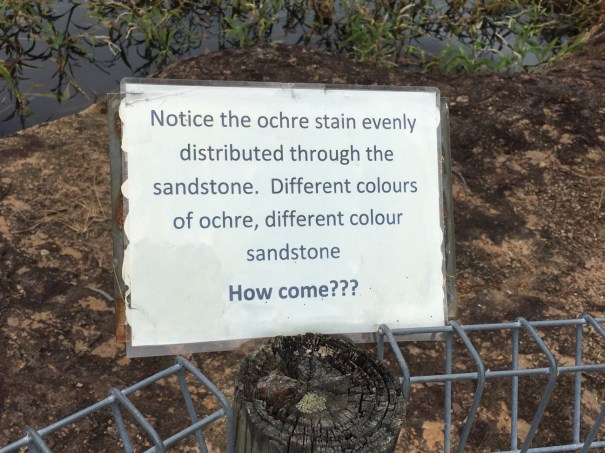 Notice the ochre stain evenly
distributed through the
sandstone.  Different colours
of ochre, different colour
sandstone
How come???